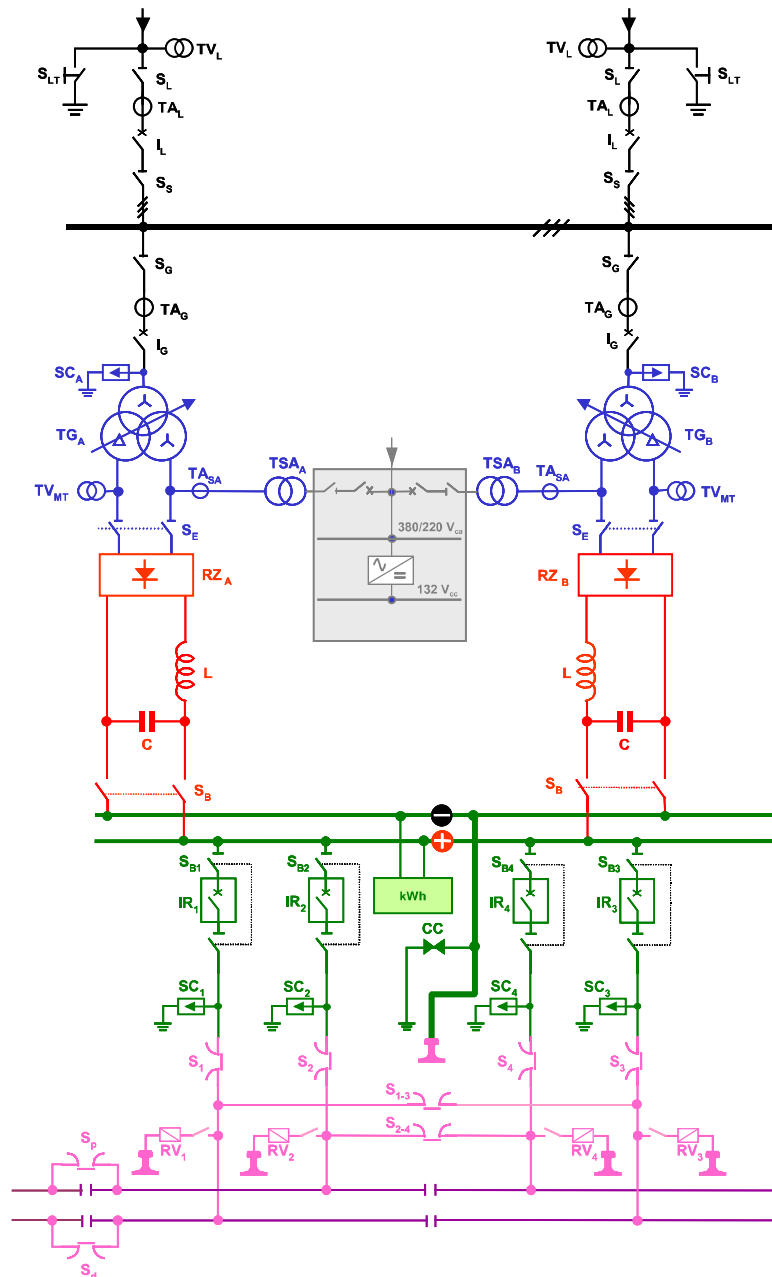 TV_L TV_L
S_LT S_L S_L S_LT
TA_L TA_L
I_L I_L
S_S S_S
S_G S_G
TA_G TA_G
I_G I_G
SC_A SC_B
TG_A TG_B
TSA_A TSA_B
TA_SA TA_SA
TV_MT TV_MT
S_E 380/220 V_ca S_E
RZ_A RZ_B
132 V_cc
L L
C C
S_B S_B
S_B1 S_B2 S_B4 S_B3
IR_1 IR_2 kWh IR_4 IR_3
CC
SC_1 SC_2 SC_4 SC_3
S_1 S_2 S_4 S_3
S_1-3
S_2-4
S_p
RV_1 RV_2 RV_4 RV_3
S_d